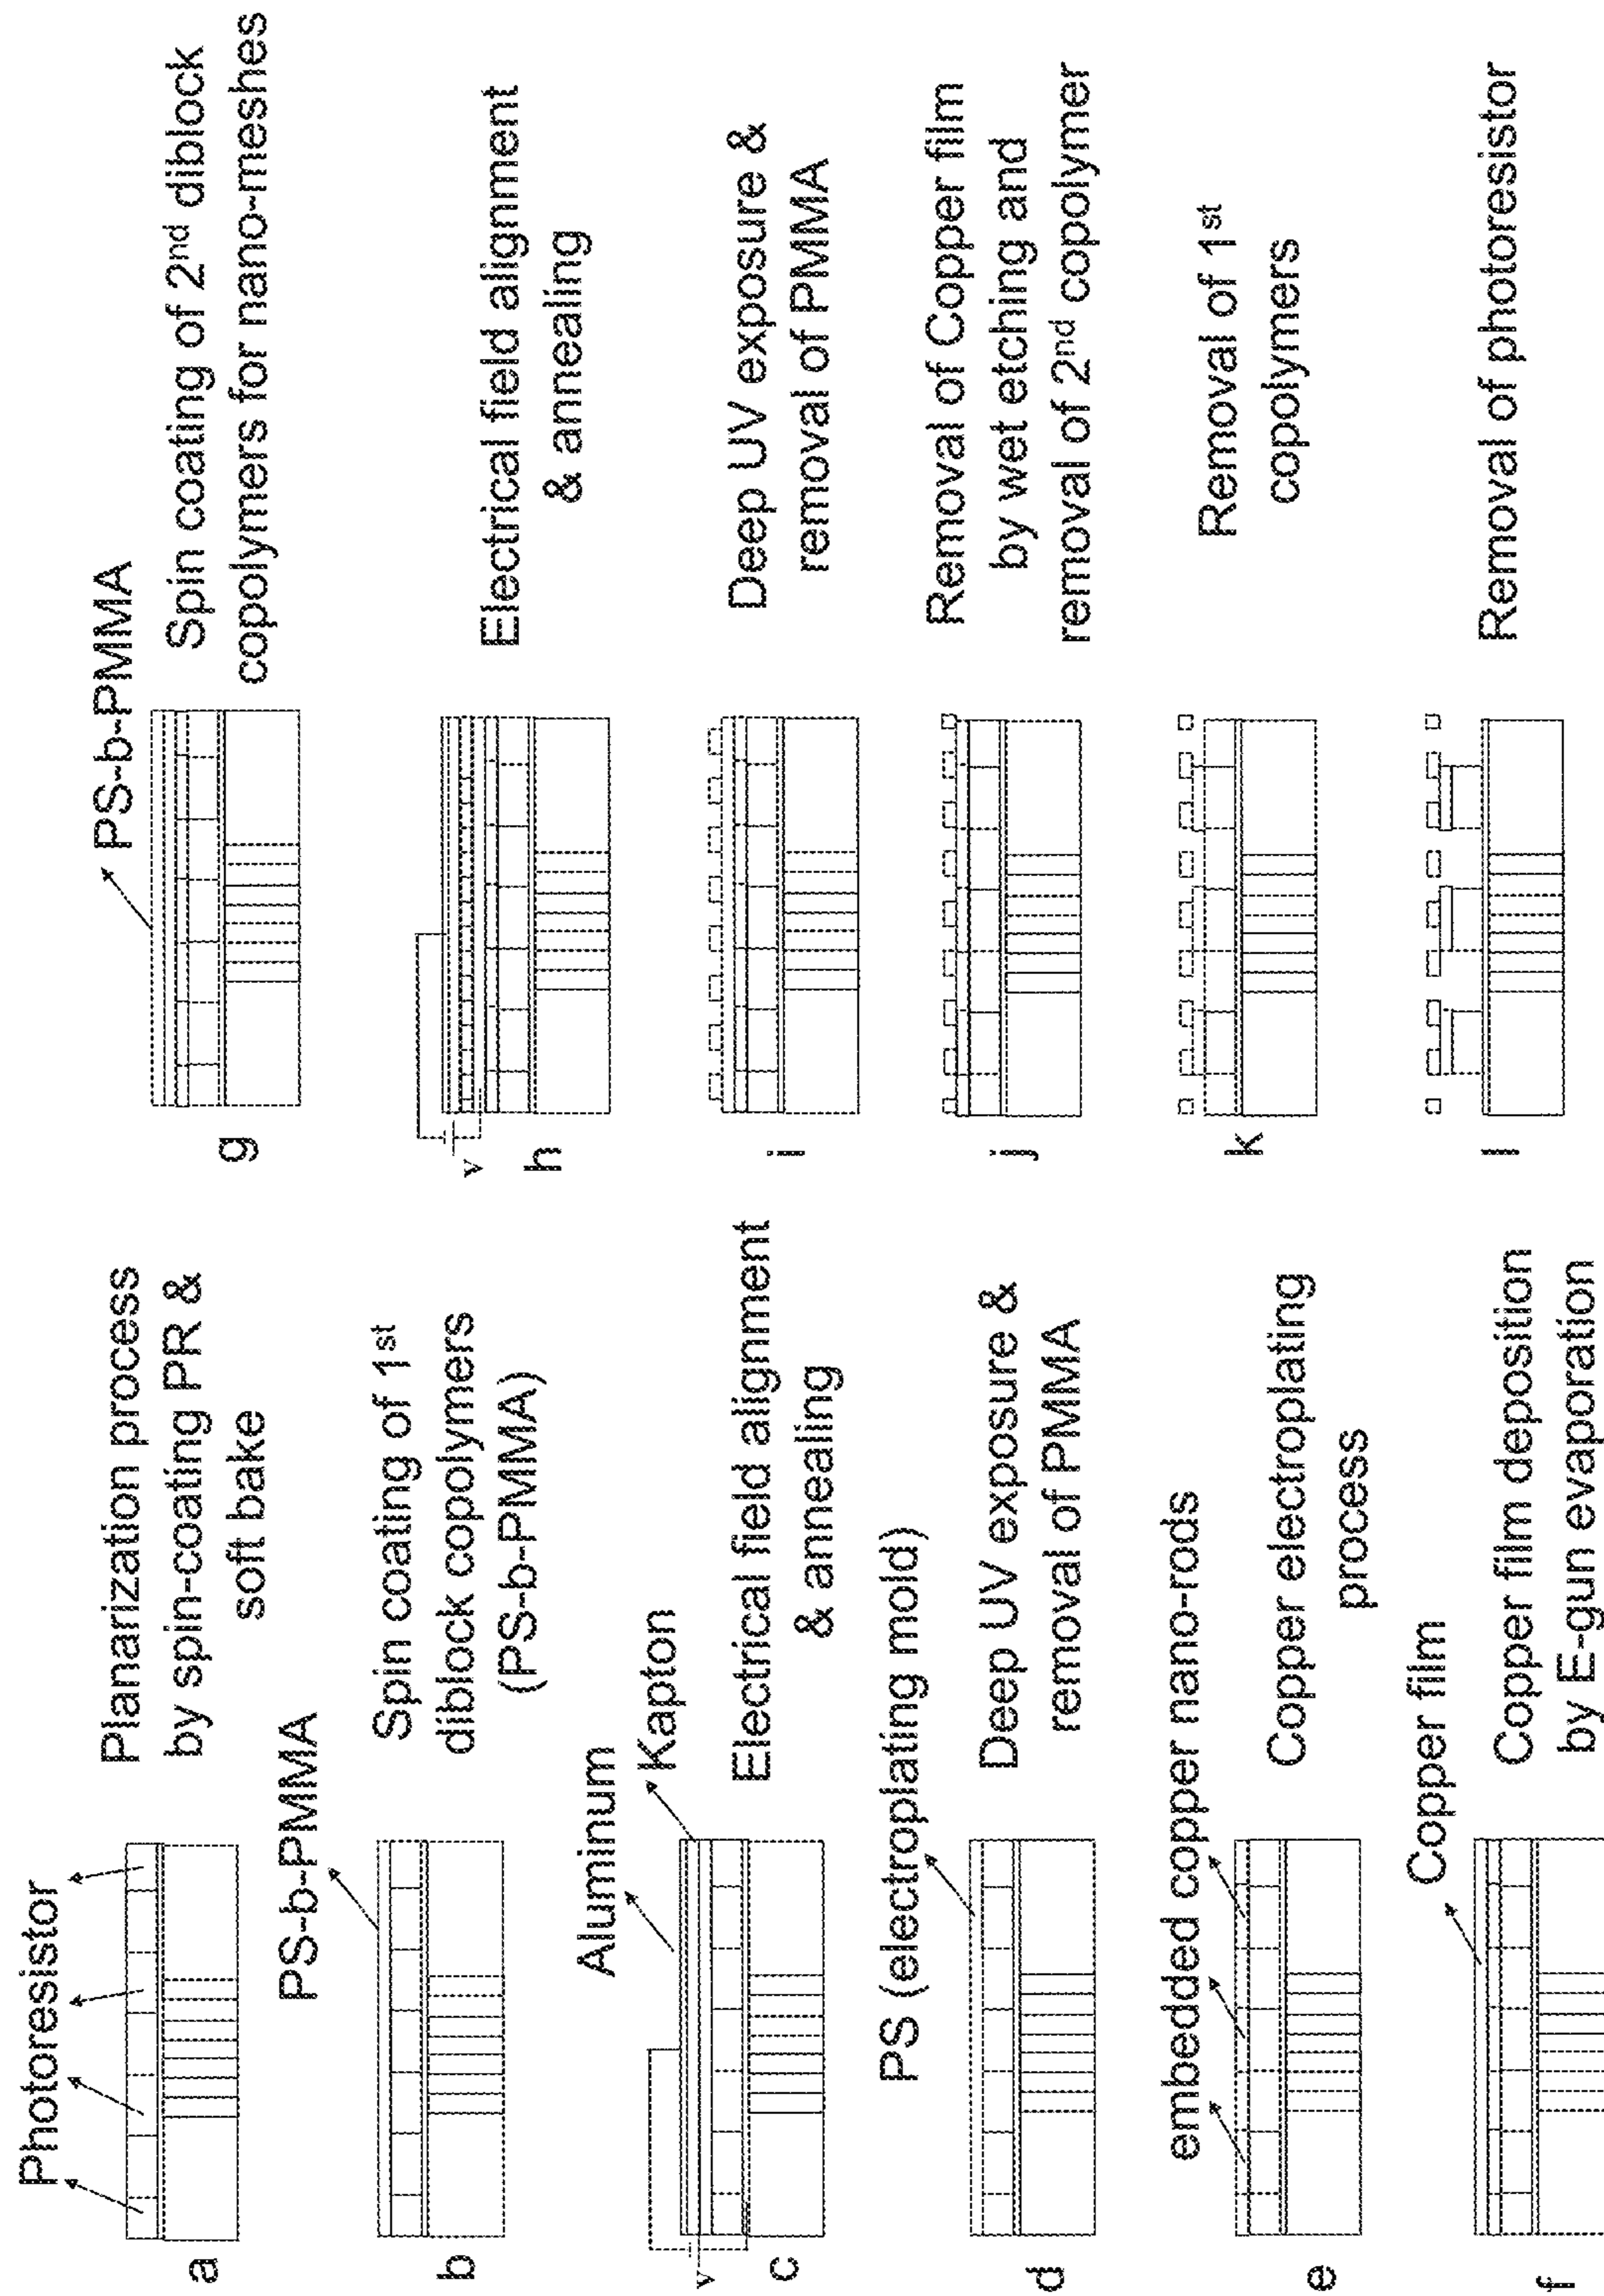 Photoresistor
a
Planarization process
by spin-coating PR &
soft bake
PS-b-PMMA
b
Spin coating of 1st
diblock copolymers
(PS-b-PMMA)
Aluminum
Kapton
v
c
Electrical field alignment
& annealing
PS (electroplating mold)
d
Deep UV exposure &
removal of PMMA
embedded copper nano-rods
e
Copper electroplating
process
Copper film
f
Copper film deposition
by E-gun evaporation
PS-b-PMMA
g
Spin coating of 2nd diblock
copolymers for nano-meshes
v
h
Electrical field alignment
& annealing
i
Deep UV exposure &
removal of PMMA
j
Removal of Copper film
by wet etching and
removal of 2nd copolymer
k
Removal of 1st
copolymers
l
Removal of photoresistor